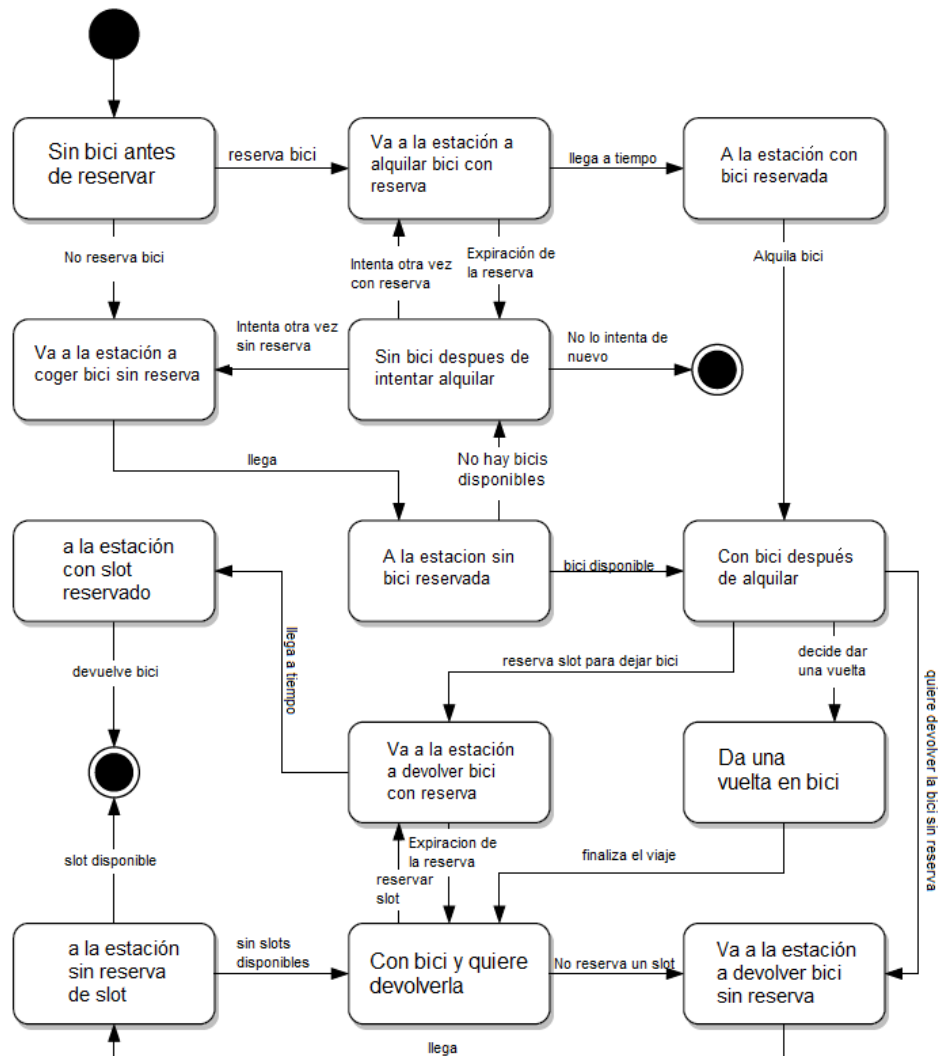 Sin bici antes
de reservar
reserva bici
Va a la estación a
alquilar bici con
reserva
llega a tiempo
A la estación con
bici reservada
No reserva bici
Intenta otra vez
con reserva
Expiración de
la reserva
Alquila bici
Va a la estación a
coger bici sin reserva
Intenta otra vez
sin reserva
Sin bici despues de
intentar alquilar
No lo intenta de
nuevo
llega
No hay bicis
disponibles
a la estación
con slot
reservado
A la estacion sin
bici reservada
bici disponible
Con bici después
de alquilar
devuelve bici
llega a tiempo
reserva slot para dejar bici
decide dar
una vuelta
quiere devolver la bici sin reserva
Va a la estación
a devolver bici
con reserva
Da una
vuelta en bici
slot disponible
Expiracion de
la reserva
reservar
slot
finaliza el viaje
a la estación
sin reserva
de slot
sin slots
disponibles
Con bici y quiere
devolverla
No reserva un slot
Va a la estación
a devolver bici
sin reserva
llega